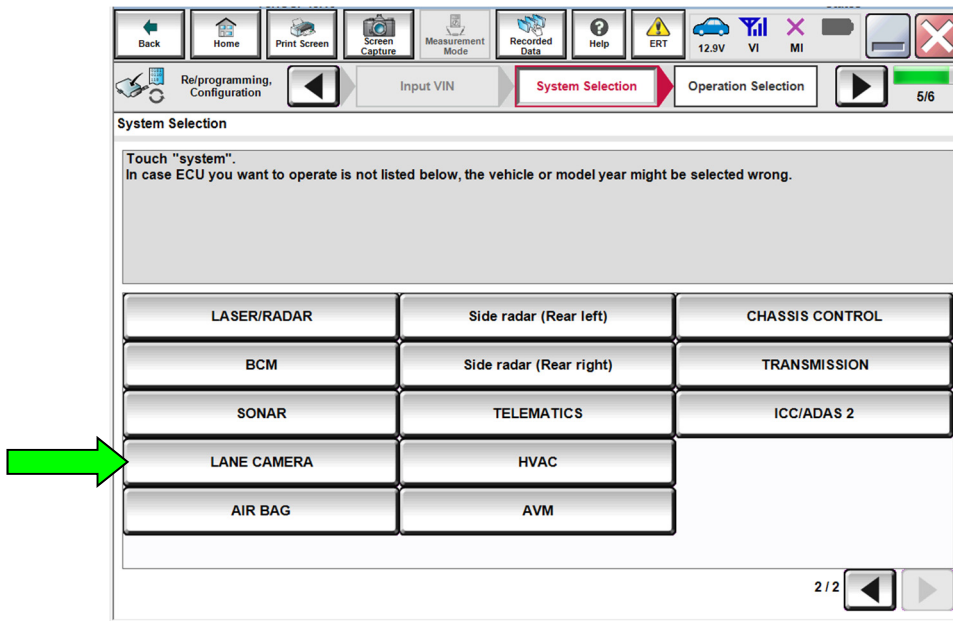 Back
Home
Print Screen
Screen
Capture
Measurement
Mode
Recorded
Data
Help
ERT
12.9V
VI
MI
Re/programming,
Configuration
Input VIN
System Selection
Operation Selection
5/6
System Selection
Touch "system".
In case ECU you want to operate is not listed below, the vehicle or model year might be selected wrong.
LASER/RADAR
Side radar (Rear left)
CHASSIS CONTROL
BCM
Side radar (Rear right)
TRANSMISSION
SONAR
TELEMATICS
ICC/ADAS 2
LANE CAMERA
HVAC
AIR BAG
AVM
2/2